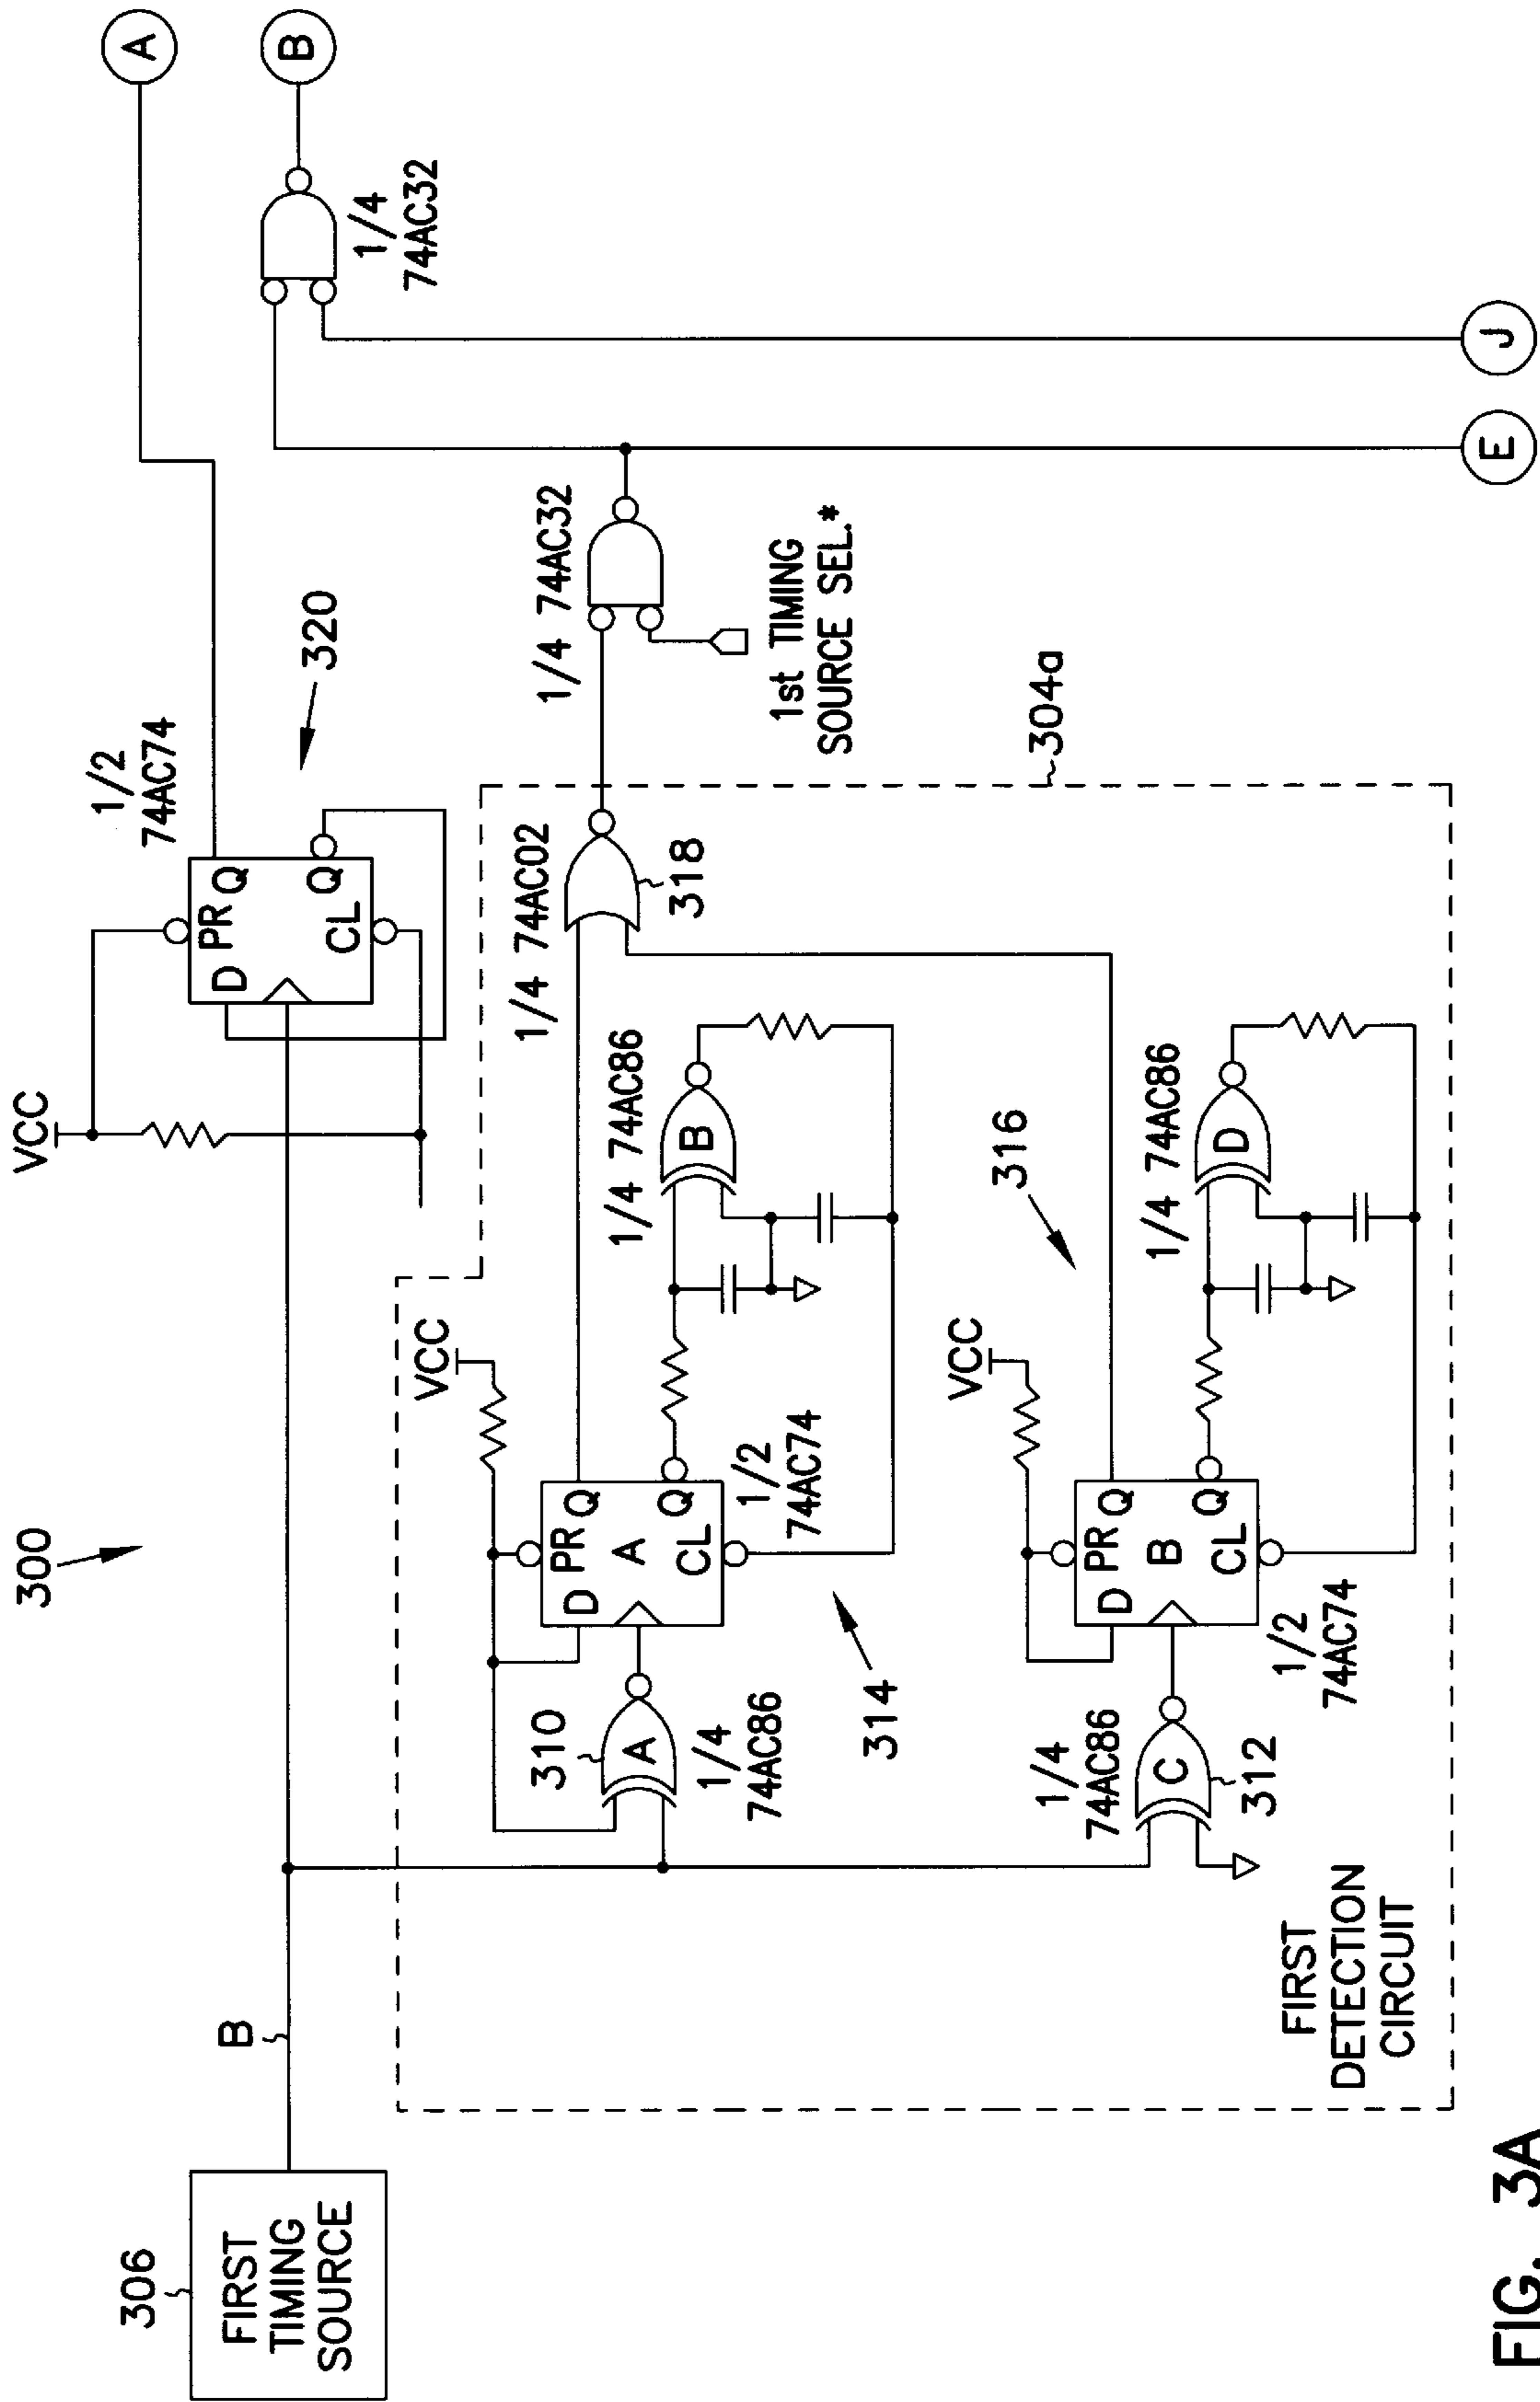 300
306
FIRST
TIMING
SOURCE
B
VCC
1/2
74AC74
D
PR
Q
Q
CL
320
A
B
1/4
74AC32
1/4 74AC32
1st TIMING
SOURCE SEL.*
304a
1/4 74AC02
318
VCC
310
A
1/4
74AC86
D
PR
Q
A
Q
CL
1/2
74AC74
314
1/4 74AC86
B
316
VCC
1/4
74AC86
C
312
D
PR
Q
B
Q
CL
1/2
74AC74
1/4 74AC86
D
FIRST
DETECTION
CIRCUIT
E
J
FIG. 3A